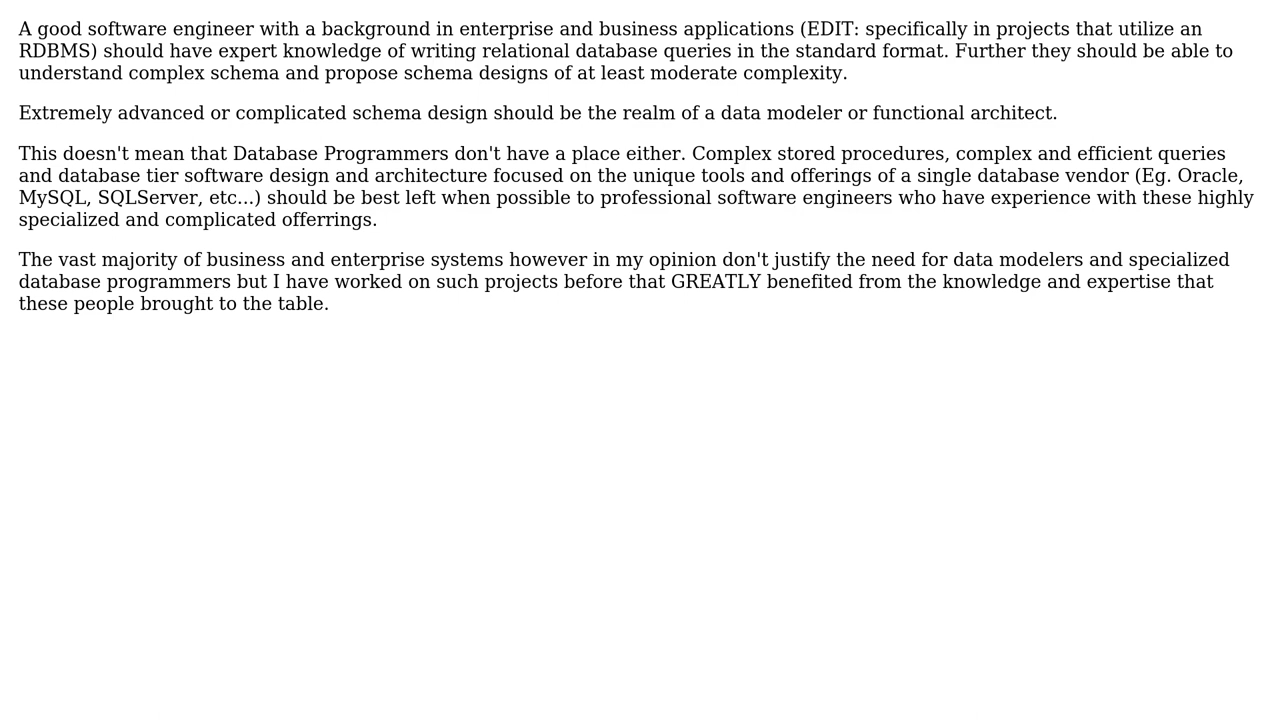 A good software engineer with a background in enterprise and business applications (EDIT: specifically in projects that utilize an
RDBMS) should have expert knowledge of writing relational database queries in the standard format. Further they should be able to
understand complex schema and propose schema designs of at least moderate complexity.
Extremely advanced or complicated schema design should be the realm of a data modeler or functional architect.
This doesn't mean that Database Programmers don't have a place either. Complex stored procedures, complex and efficient queries
and database tier software design and architecture focused on the unique tools and offerings of a single database vendor (Eg. Oracle,
MySQL, SQLServer, etc...) should be best left when possible to professional software engineers who have experience with these highly
specialized and complicated offerrings.
The vast majority of business and enterprise systems however in my opinion don't justify the need for data modelers and specialized
database programmers but I have worked on such projects before that GREATLY benefited from the knowledge and expertise that
these people brought to the table.